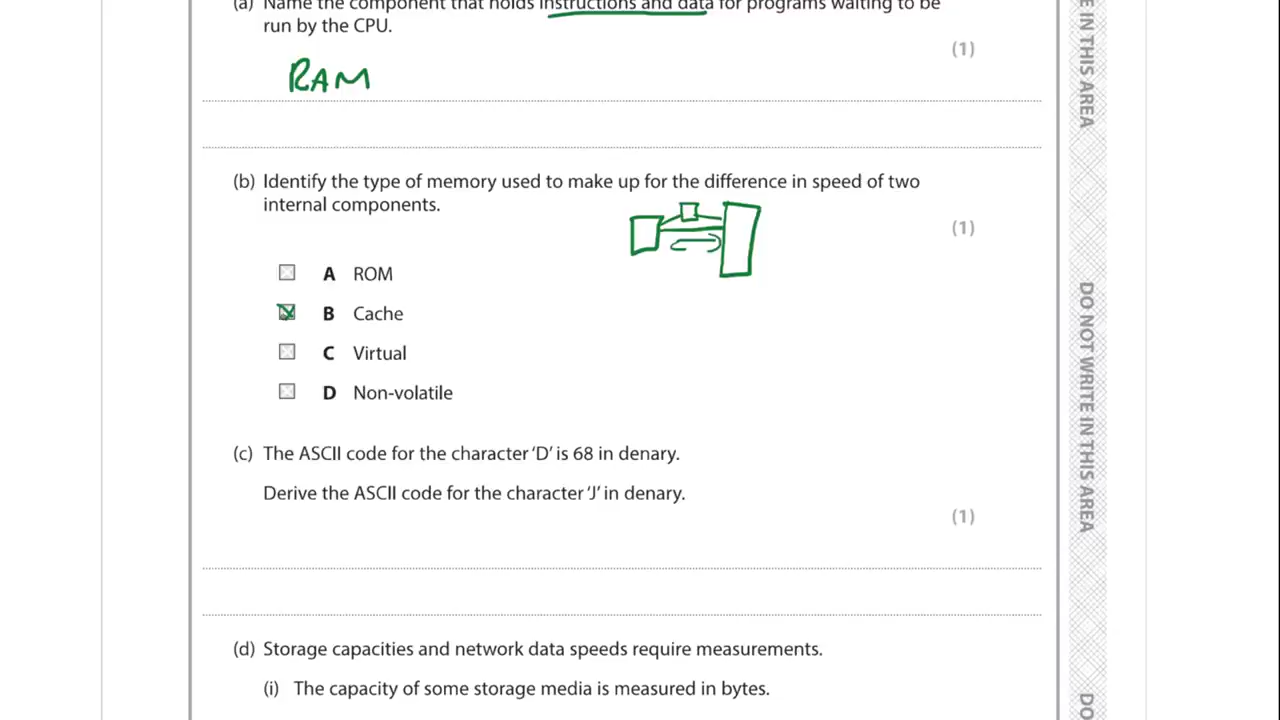 (a) Name the component that holds instructions and data for programs waiting to be
run by the CPU.
(1)
RAM
(b) Identify the type of memory used to make up for the difference in speed of two
internal components.
(1)
A ROM
B Cache
C Virtual
D Non-volatile
(c) The ASCII code for the character ‘D’ is 68 in denary.
Derive the ASCII code for the character ‘J’ in denary.
(1)
(d) Storage capacities and network data speeds require measurements.
(i) The capacity of some storage media is measured in bytes.
E IN THIS AREA
DO NOT WRITE IN THIS AREA
DO